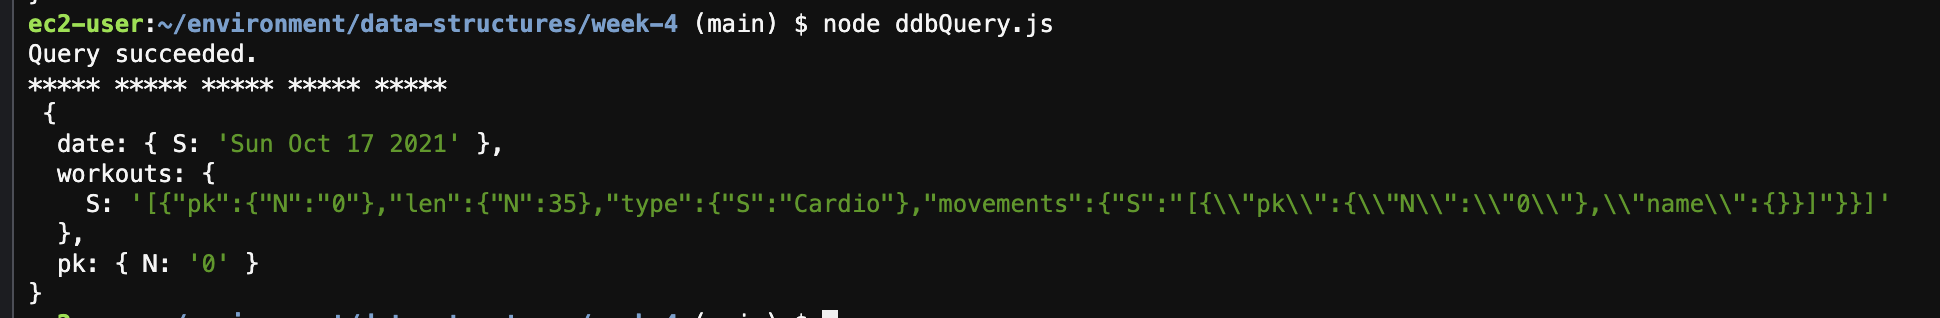 }
ec2-user:~/environment/data-structures/week-4 (main) $ node ddbQuery.js
Query succeeded.
***** ***** ***** ***** *****
 {
  date: { S: 'Sun Oct 17 2021' },
  workouts: {
    S: '[{"pk":{"N":"0"},"len":{"N":35},"type":{"S":"Cardio"},"movements":{"S":"[{\\"pk\\":{\\"N\\":\\"0\\"},\\"name\\":{}}]"}}]'
  },
  pk: { N: '0' }
}